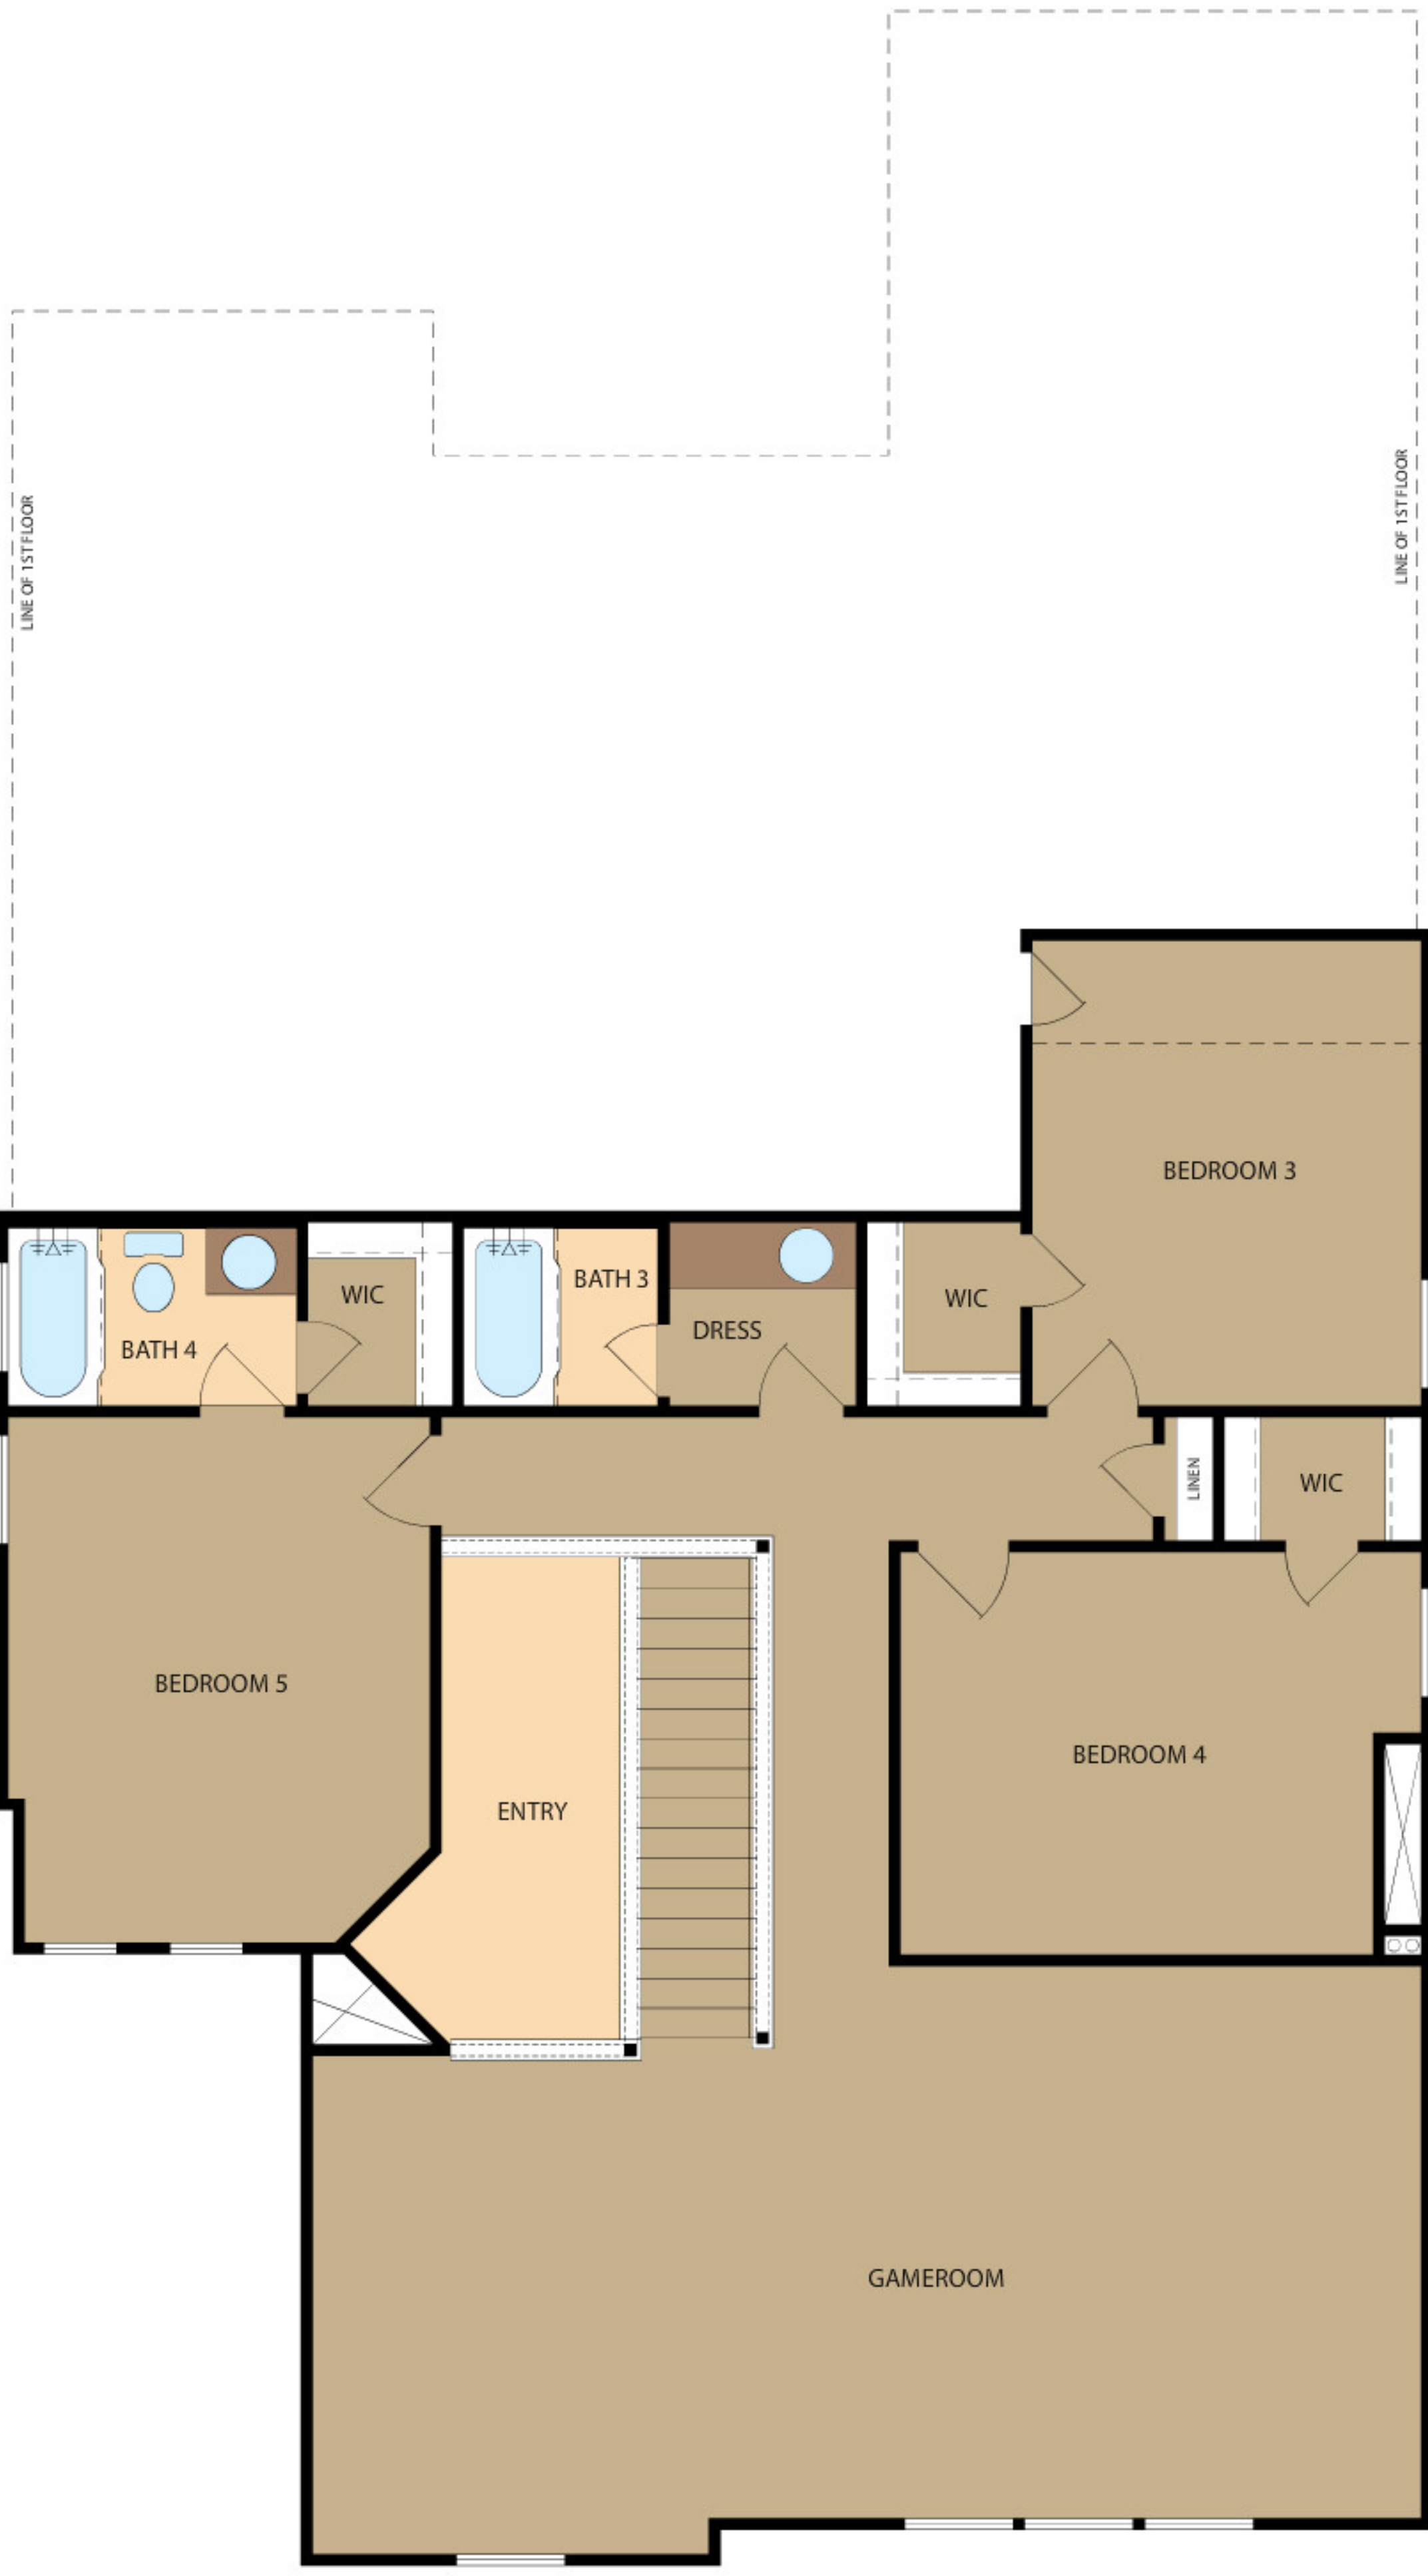 LINE OF 1ST FLOOR
LINE OF 1ST FLOOR
BEDROOM 3
BATH 4
WIC
BATH 3
DRESS
WIC
LINEN
WIC
BEDROOM 5
ENTRY
BEDROOM 4
GAMEROOM